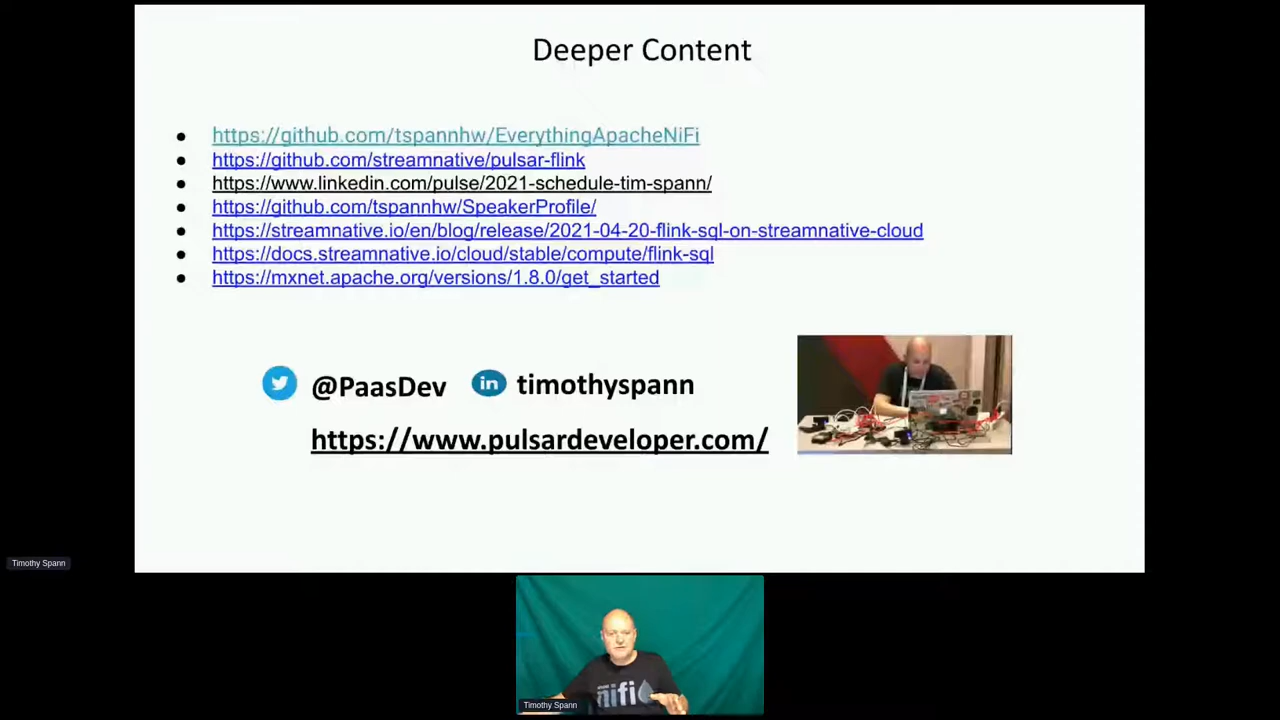 Deeper Content
● https://github.com/tspannhw/EverythingApacheNiFi
● https://github.com/streamnative/pulsar-flink
● https://www.linkedin.com/pulse/2021-schedule-tim-spann/
● https://github.com/tspannhw/SpeakerProfile/
● https://streamnative.io/en/blog/release/2021-04-20-flink-sql-on-streamnative-cloud
● https://docs.streamnative.io/cloud/stable/compute/flink-sql
● https://mxnet.apache.org/versions/1.8.0/get_started
@PaasDev in timothyspann
https://www.pulsardeveloper.com/
Timothy Spann
nifi
Timothy Spann